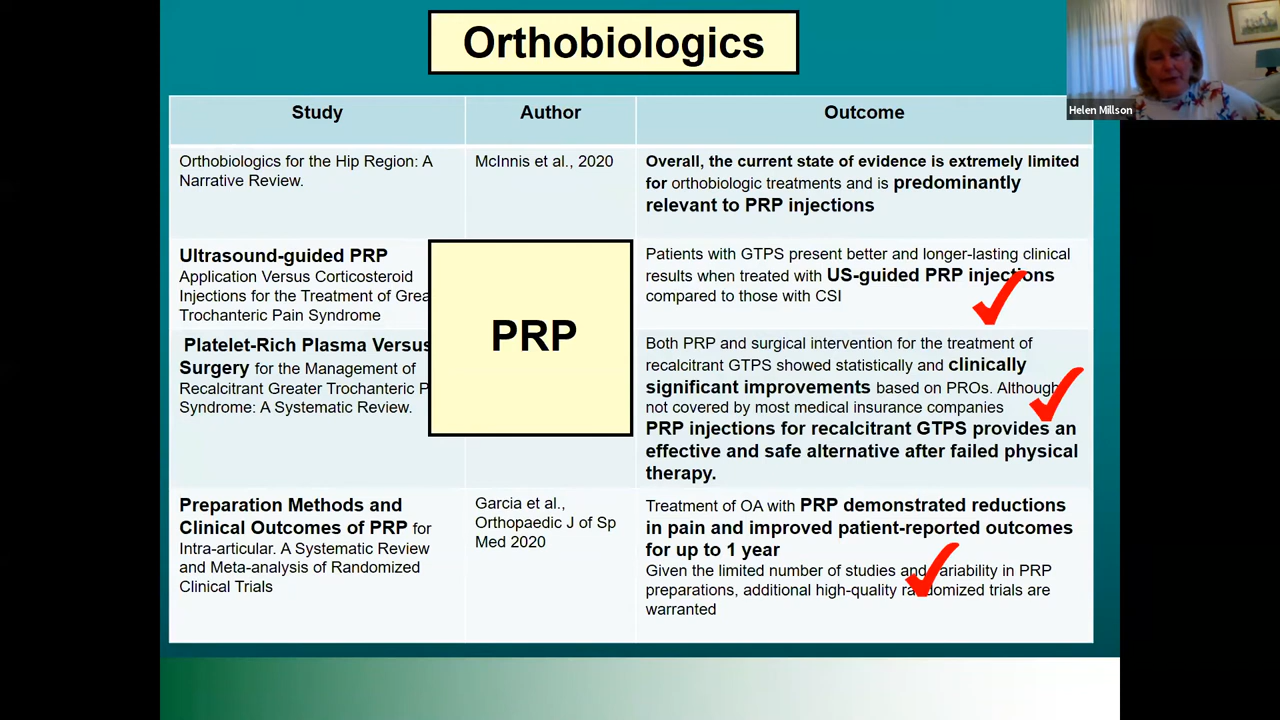 Orthobiologics
Helen Millson
Study
Author
Outcome
Orthobiologics for the Hip Region: A
Narrative Review.
McInnis et al., 2020
Overall, the current state of evidence is extremely limited
for orthobiologic treatments and is predominantly
relevant to PRP injections
Ultrasound-guided PRP
Application Versus Corticosteroid
Injections for the Treatment of
Trochanteric Pain Syndrome
Patients with GTPS present better and longer-lasting clinical
results when treated with US-guided PRP injections
compared to those with CSI
Platelet-Rich Plasma Versus
Surgery for the Management of
Recalcitrant Greater Trochanteric
Syndrome: A Systematic Review.
PRP
Both PRP and surgical intervention for the treatment of
recalcitrant GTPS showed statistically and clinically
significant improvements based on PROs. Although
not covered by most medical insurance companies
PRP injections for recalcitrant GTPS provides an
effective and safe alternative after failed physical
therapy.
Preparation Methods and
Clinical Outcomes of PRP for
Intra-articular. A Systematic Review
and Meta-analysis of Randomized
Clinical Trials
Garcia et al.,
Orthopaedic J of Sp
Med 2020
Treatment of OA with PRP demonstrated reductions
in pain and improved patient-reported outcomes
for up to 1 year
Given the limited number of studies and variability in PRP
preparations, additional high-quality randomized trials are
warranted